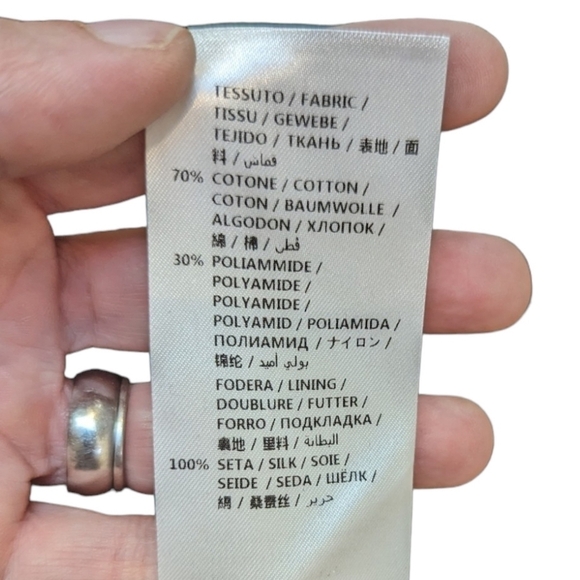 TESSUTO / FABRIC /
TISSU / GEWEBE /
TEJIDO / ТКАНЬ / 表地 / 面
料 / قماش
70% COTONE / COTTON /
COTON / BAUMWOLLE /
ALGODON / ХЛОПОК /
綿 / 棉 / قطن
30% POLIAMMIDE /
POLYAMIDE /
POLYAMIDE /
POLYAMID / POLIAMIDA /
ПОЛИАМИД / ナイロン /
锦纶 / بولي أميد
FODERA / LINING /
DOUBLURE / FUTTER /
FORRO / ПОДКЛАДКА /
裏地 / 里料 / البطانة
100% SETA / SILK / SOIE /
SEIDE / SEDA / ШЁЛК /
絹 / 桑蚕丝 / حرير